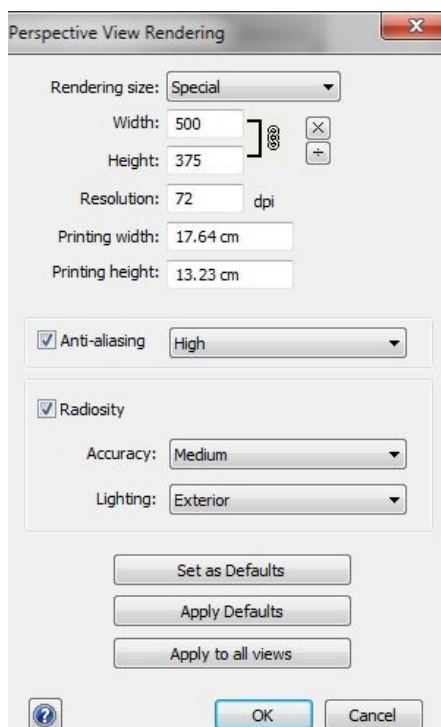 Perspective View Rendering
Rendering size: Special
Width: 500
Height: 375
Resolution: 72 dpi
Printing width: 17.64 cm
Printing height: 13.23 cm
Anti-aliasing High
Radiosity
Accuracy: Medium
Lighting: Exterior
Set as Defaults
Apply Defaults
Apply to all views
OK Cancel